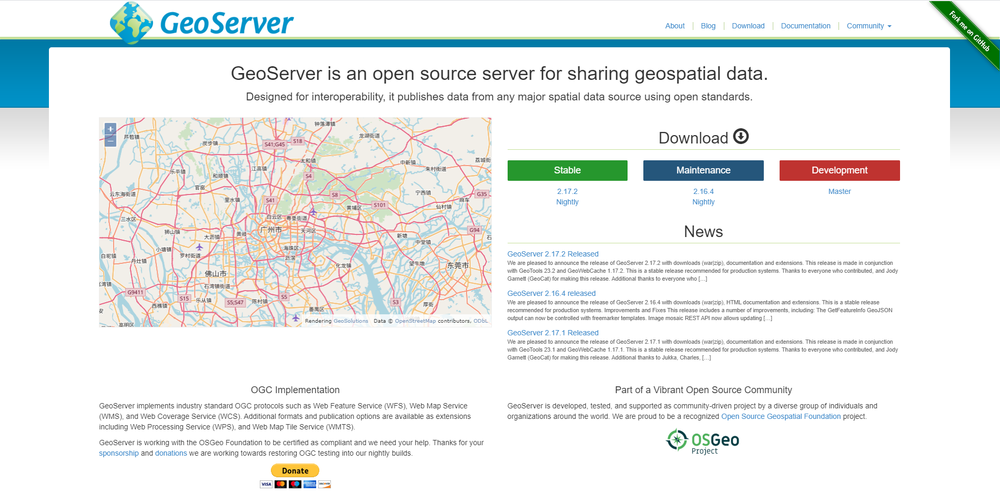 GeoServer
About
Blog
Download
Documentation
Community
Fork me on GitHub
GeoServer is an open source server for sharing geospatial data.
Designed for interoperability, it publishes data from any major spatial data source using open standards.
+
−
钟落潭镇
芦苞镇
炭步镇
S41;G45
S18
龙湖街道
太和镇
中新镇
荔城街
朱村街道
乐平镇
和顺镇
江高镇
S4
官窑
云东海街道
里水镇
S41
S8
S101
宁西镇
G35
麻车
仙村镇
黄埔区
三水区
白云区
粤垦街道
狮山镇
黄岐
广州市
天河区
G94
大沥镇
新塘
石
中堂镇
小塘镇
海珠区
白坭镇
丹灶镇
罗村街道
沥滘
望牛墩
化龙镇
东莞市
佛山市
富湾镇
石湾镇街道
G9411
S15
乐从镇
S5;S47
陈村镇
S5
S3
厚街
西樵镇
番禺区
安
高明区
Rendering GeoSolutions Data © OpenStreetMap contributors, ODbL
Download
Stable
Maintenance
Development
2.17.2
2.16.4
Master
Nightly
Nightly
News
GeoServer 2.17.2 Released
We are pleased to announce the release of GeoServer 2.17.2 with downloads (war|zip), documentation and extensions. This release is made in conjunction
with GeoTools 23.2 and GeoWebCache 1.17.2. This is a stable release recommended for production systems. Thanks to everyone who contributed, and Jody
Garnett (GeoCat) for making this release. Additional thanks to everyone who […]
GeoServer 2.16.4 released
We are pleased to announce the release of GeoServer 2.16.4 with downloads (war|zip), HTML documentation and extensions. This is a stable release
recommended for production systems. Improvements and Fixes This release includes a number of improvements, including: The GetFeatureInfo GeoJSON
output can now be controlled with freemarker templates. Image mosaic REST API now allows updating […]
GeoServer 2.17.1 Released
We are pleased to announce the release of GeoServer 2.17.1 with downloads (war|zip), documentation and extensions. This release is made in conjunction
with GeoTools 23.1 and GeoWebCache 1.17.1. This is a stable release recommended for production systems. Thanks to everyone who contributed, and Jody
Garnett (GeoCat) for making this release. Additional thanks to Jukka, Charles, […]
OGC Implementation
GeoServer implements industry standard OGC protocols such as Web Feature Service (WFS), Web Map Service
(WMS), and Web Coverage Service (WCS). Additional formats and publication options are available as extensions
including Web Processing Service (WPS), and Web Map Tile Service (WMTS).
GeoServer is working with the OSGeo Foundation to be certified as compliant and we need your help. Thanks for your
sponsorship and donations we are working towards restoring OGC testing into our nightly builds.
Donate
VISA
DISCOVER
Part of a Vibrant Open Source Community
GeoServer is developed, tested, and supported as community-driven project by a diverse group of individuals and
organizations around the world. We are proud to be a recognized Open Source Geospatial Foundation project.
OSGeo
Project